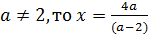 a ≠ 2, то x = 4a/(a−2)